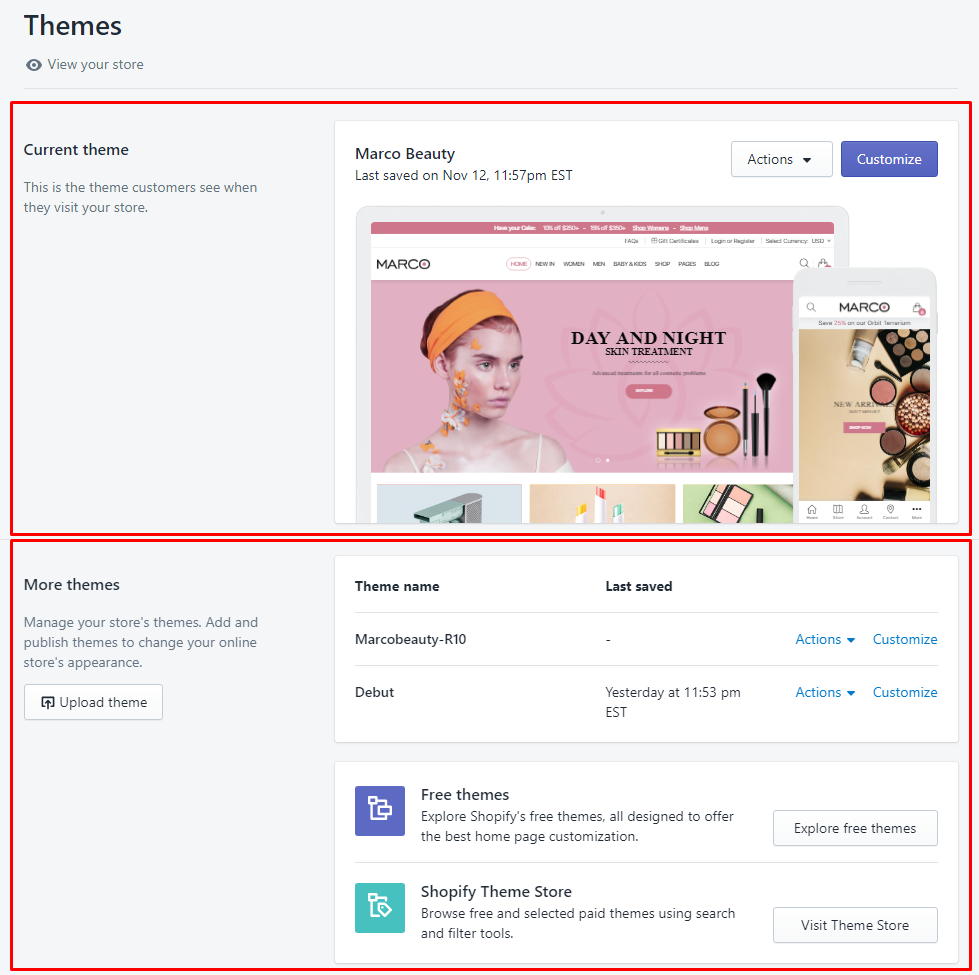 Themes
View your store
Current theme
This is the theme customers see when
they visit your store.
Marco Beauty
Last saved on Nov 12, 11:57pm EST
Actions
Customize
Have your Cake: 10% off $250+ - 15% off $350+ Shop Womens - Shop Mens
FAQs
Gift Certificates
Login or Register
Select Currency: USD
MARCO
HOME NEW IN WOMEN MEN BABY & KIDS SHOP PAGES BLOG
DAY AND NIGHT
SKIN TREATMENT
Advanced treatments for all cosmetic problems
EXPLORE
MARCO
Save 25% on our Orbit Terrarium
NEW ARRIVALS
SHOP NOW
Home Store Account Contact More
More themes
Manage your store's themes. Add and
publish themes to change your online
store's appearance.
Upload theme
Theme name Last saved
Marcobeauty-R10 - Actions Customize
Debut Yesterday at 11:53 pm Actions Customize
EST
Free themes
Explore Shopify's free themes, all designed to offer
the best home page customization.
Explore free themes
Shopify Theme Store
Browse free and selected paid themes using search
and filter tools.
Visit Theme Store